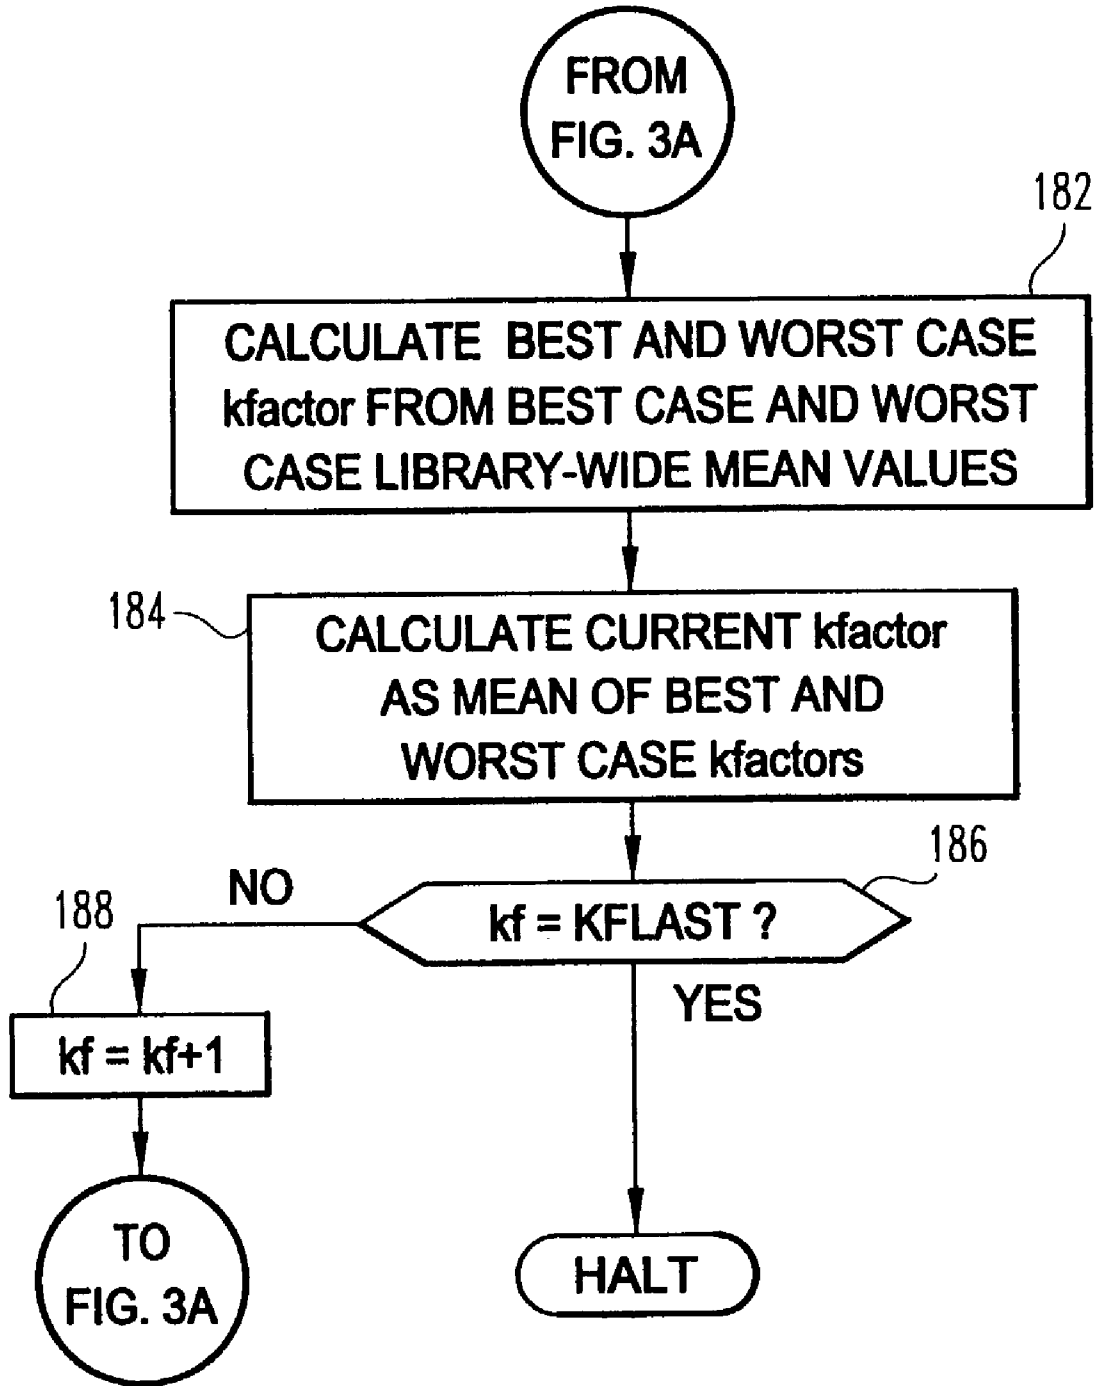 FROM
FIG. 3A
182
CALCULATE BEST AND WORST CASE
kfactor FROM BEST CASE AND WORST
CASE LIBRARY-WIDE MEAN VALUES
184
CALCULATE CURRENT kfactor
AS MEAN OF BEST AND
WORST CASE kfactors
186
kf = KFLAST ?
NO
YES
188
kf = kf+1
TO
FIG. 3A
HALT